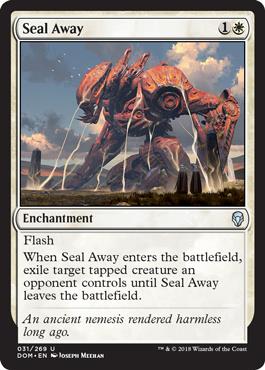 Seal Away 1
Enchantment
Flash
When Seal Away enters the battlefield,
exile target tapped creature an
opponent controls until Seal Away
leaves the battlefield.
An ancient nemesis rendered harmless
long ago.
031/269 U
DOM • EN Joseph Meehan
™ & © 2018 Wizards of the Coast